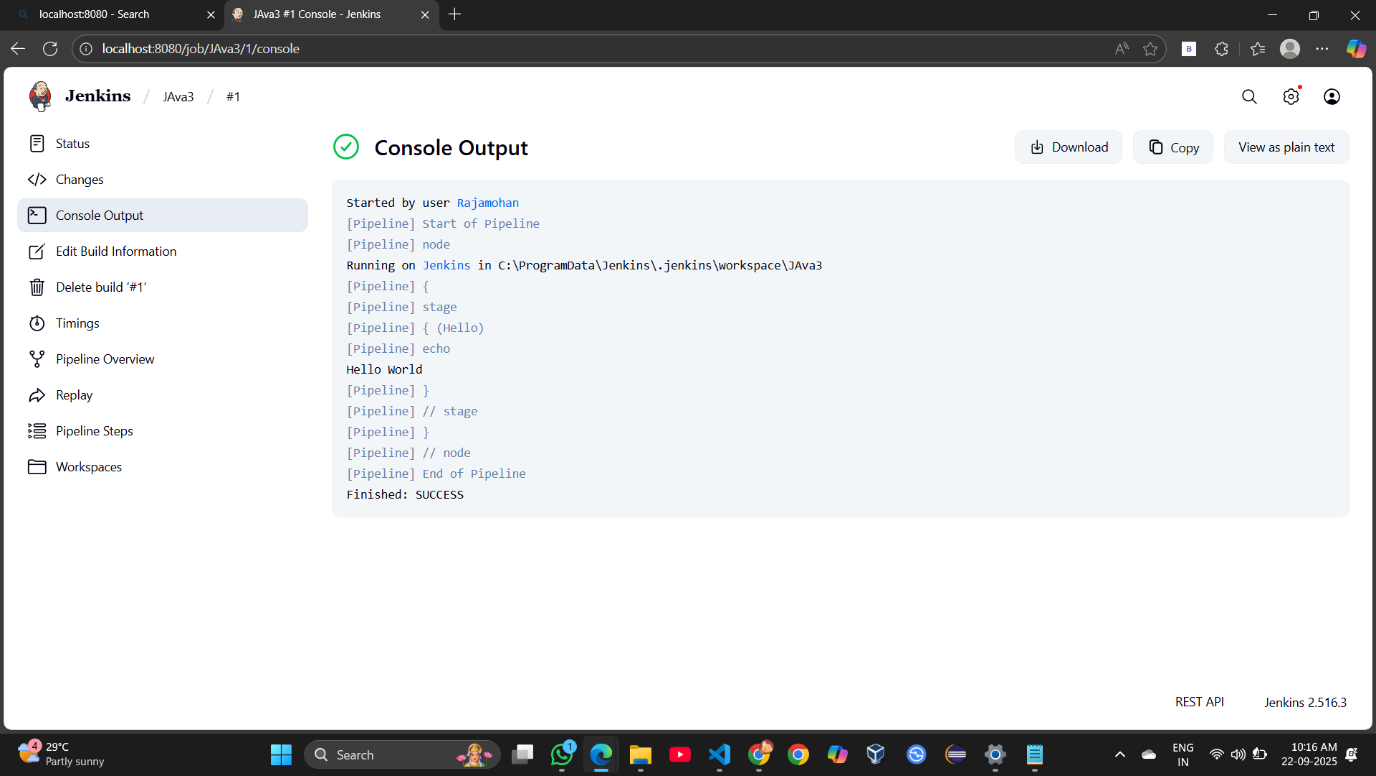 localhost:8080 - Search
JAva3 #1 Console - Jenkins
localhost:8080/job/JAva3/1/console
Jenkins / JAva3 / #1
Status
Changes
Console Output
Edit Build Information
Delete build ‘#1’
Timings
Pipeline Overview
Replay
Pipeline Steps
Workspaces
Console Output
Download
Copy
View as plain text
Started by user Rajamohan
[Pipeline] Start of Pipeline
[Pipeline] node
Running on Jenkins in C:\ProgramData\Jenkins\.jenkins\workspace\JAva3
[Pipeline] {
[Pipeline] stage
[Pipeline] { (Hello)
[Pipeline] echo
Hello World
[Pipeline] }
[Pipeline] // stage
[Pipeline] }
[Pipeline] // node
[Pipeline] End of Pipeline
Finished: SUCCESS
REST API
Jenkins 2.516.3
4
29°C
Partly sunny
Search
1
ENG
IN
10:16 AM
22-09-2025